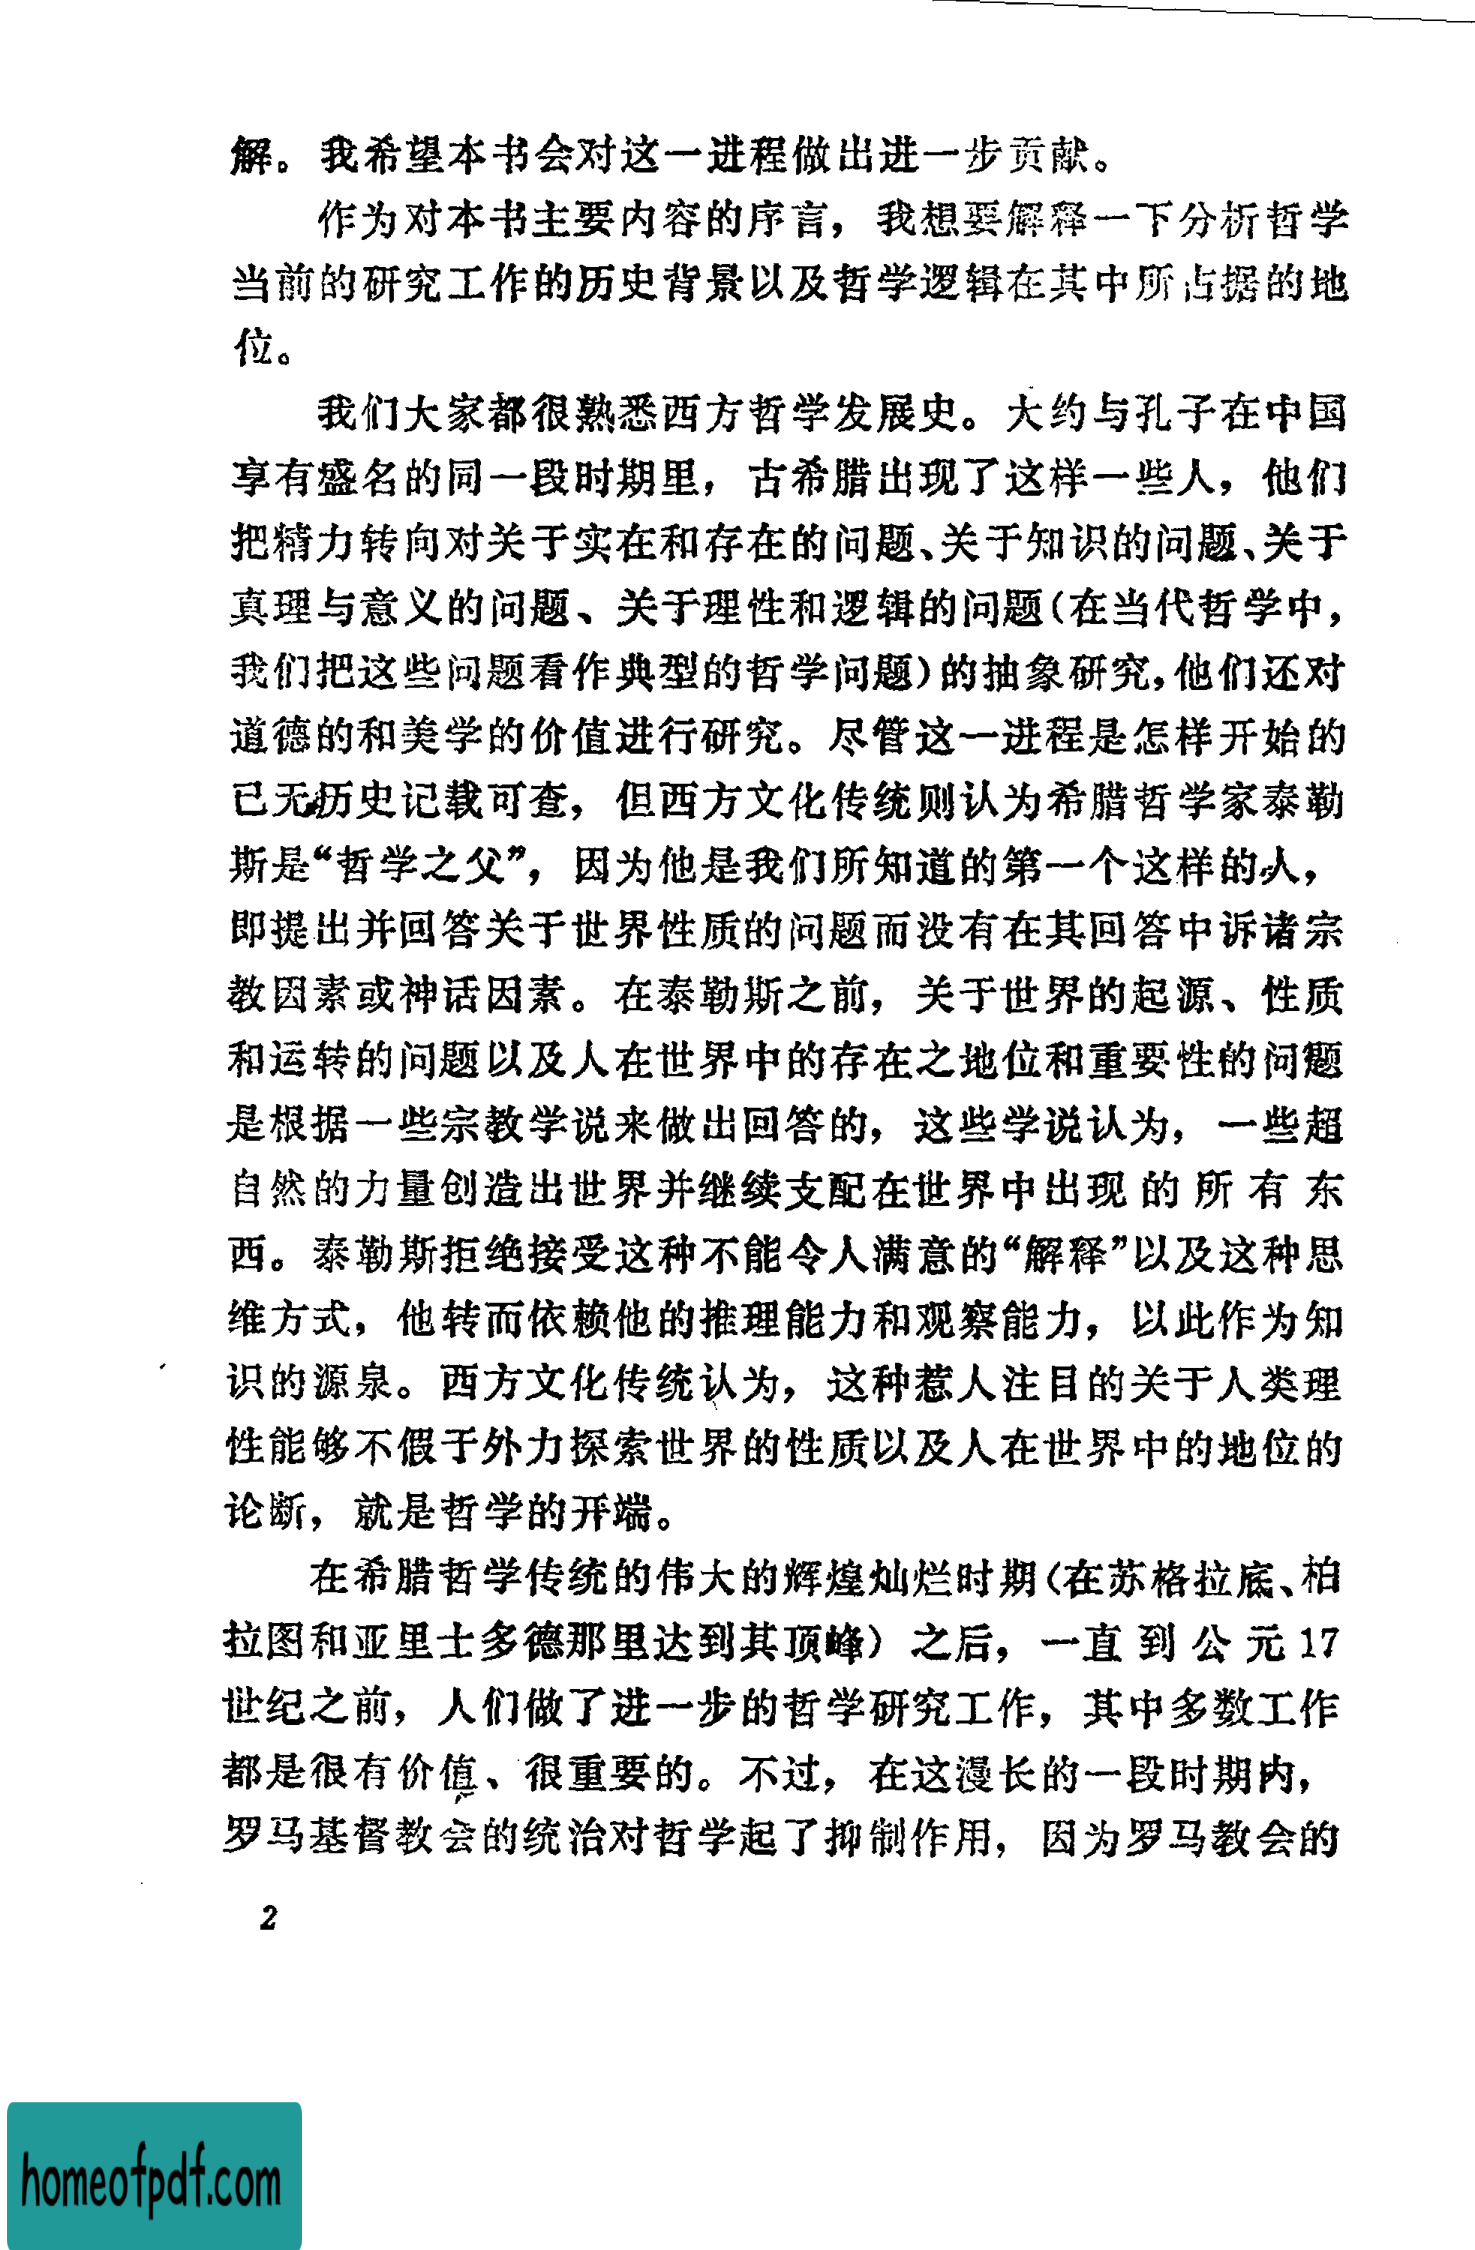 解。我希望本书会对这一进程做出进一步贡献。
作为对本书主要内容的序言，我想要解释一下分析哲学
当前的研究工作的历史背景以及哲学逻辑在其中所占据的地
位。
我们大家都很熟悉西方哲学发展史。大约与孔子在中国
享有盛名的同一段时期里，古希腊出现了这样一些人，他们
把精力转向对关于实在和存在的问题、关于知识的问题、关于
真理与意义的问题、关于理性和逻辑的问题（在当代哲学中，
我们把这些问题看作典型的哲学问题）的抽象研究，他们还对
道德的和美学的价值进行研究。尽管这一进程是怎样开始的
已无历史记载可查，但西方文化传统则认为希腊哲学家泰勒
斯是“哲学之父”，因为他是我们所知道的第一个这样的人，
即提出并回答关于世界性质的问题而没有在其回答中诉诸宗
教因素或神话因素。在泰勒斯之前，关于世界的起源、性质
和运转的问题以及人在世界中的存在之地位和重要性的问题
是根据一些宗教学说来做出回答的，这些学说认为，一些超
自然的力量创造出世界并继续支配在世界中出现的所有东
西。泰勒斯拒绝接受这种不能令人满意的“解释”以及这种思
维方式，他转而依赖他的推理能力和观察能力，以此作为知
识的源泉。西方文化传统认为，这种惹人注目的关于人类理
性能够不假于外力探索世界的性质以及人在世界中的地位的
论断，就是哲学的开端。
在希腊哲学传统的伟大的辉煌灿烂时期（在苏格拉底、柏
拉图和亚里士多德那里达到其顶峰）之后，一直到公元17
世纪之前，人们做了进一步的哲学研究工作，其中多数工作
都是很有价值、很重要的。不过，在这漫长的一段时期内，
罗马基督教会的统治对哲学起了抑制作用，因为罗马教会的
2
homeofpdf.com